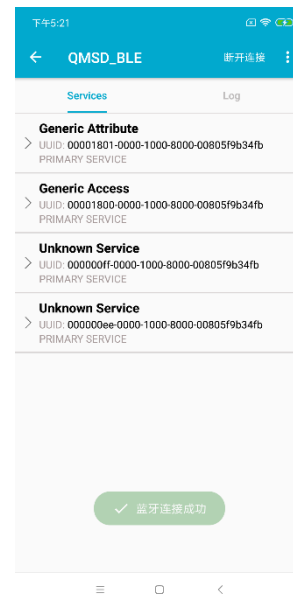 下午5:21
QMSD_BLE
断开连接
Services
Log
Generic Attribute
UUID: 00001801-0000-1000-8000-00805f9b34fb
PRIMARY SERVICE
Generic Access
UUID: 00001800-0000-1000-8000-00805f9b34fb
PRIMARY SERVICE
Unknown Service
UUID: 000000ff-0000-1000-8000-00805f9b34fb
PRIMARY SERVICE
Unknown Service
UUID: 000000ee-0000-1000-8000-00805f9b34fb
PRIMARY SERVICE
蓝牙连接成功